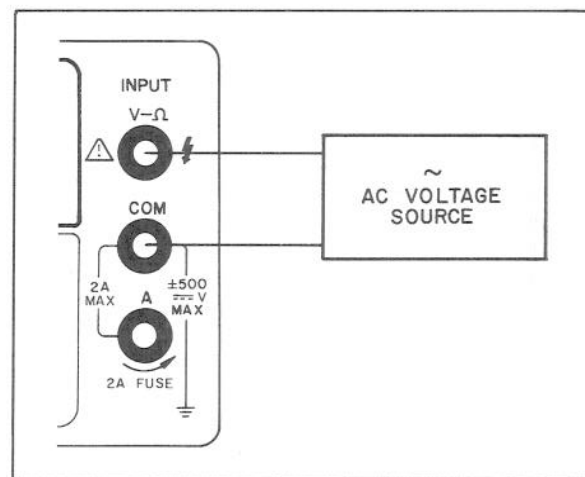 INPUT
V-Ω
COM
2A
MAX
A
±500
V
MAX
2A FUSE
~
AC VOLTAGE
SOURCE